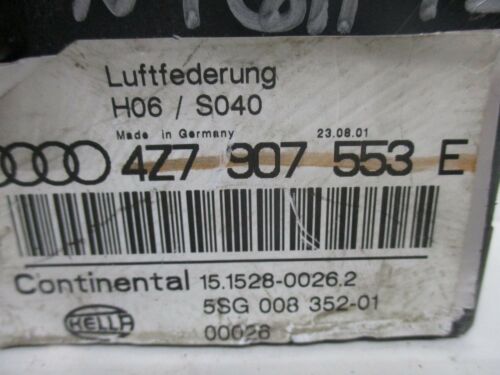 Luftfederung
H06 / S040
Made in Germany 23.08.01
4Z7 907 553 E
Continental 15.1528-0026.2
5SG 008 352-01
HELLA 00026